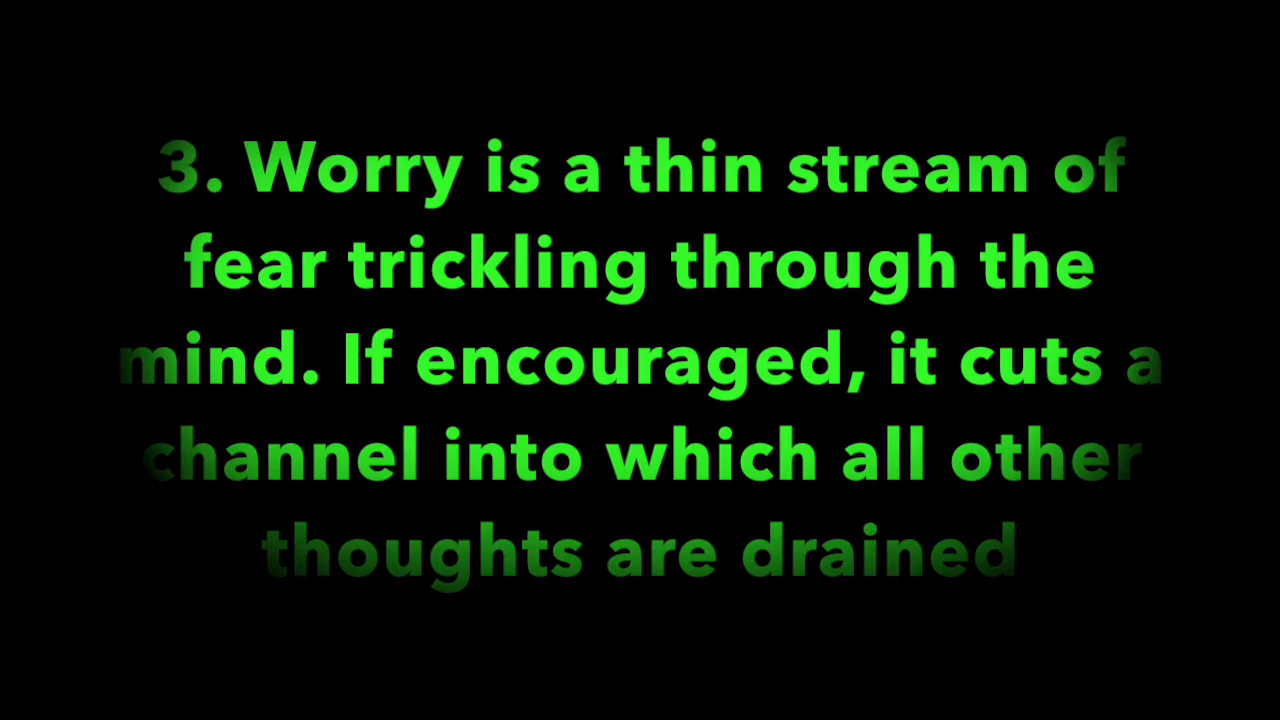 3. Worry is a thin stream of
fear trickling through the
mind. If encouraged, it cuts a
channel into which all other
thoughts are drained